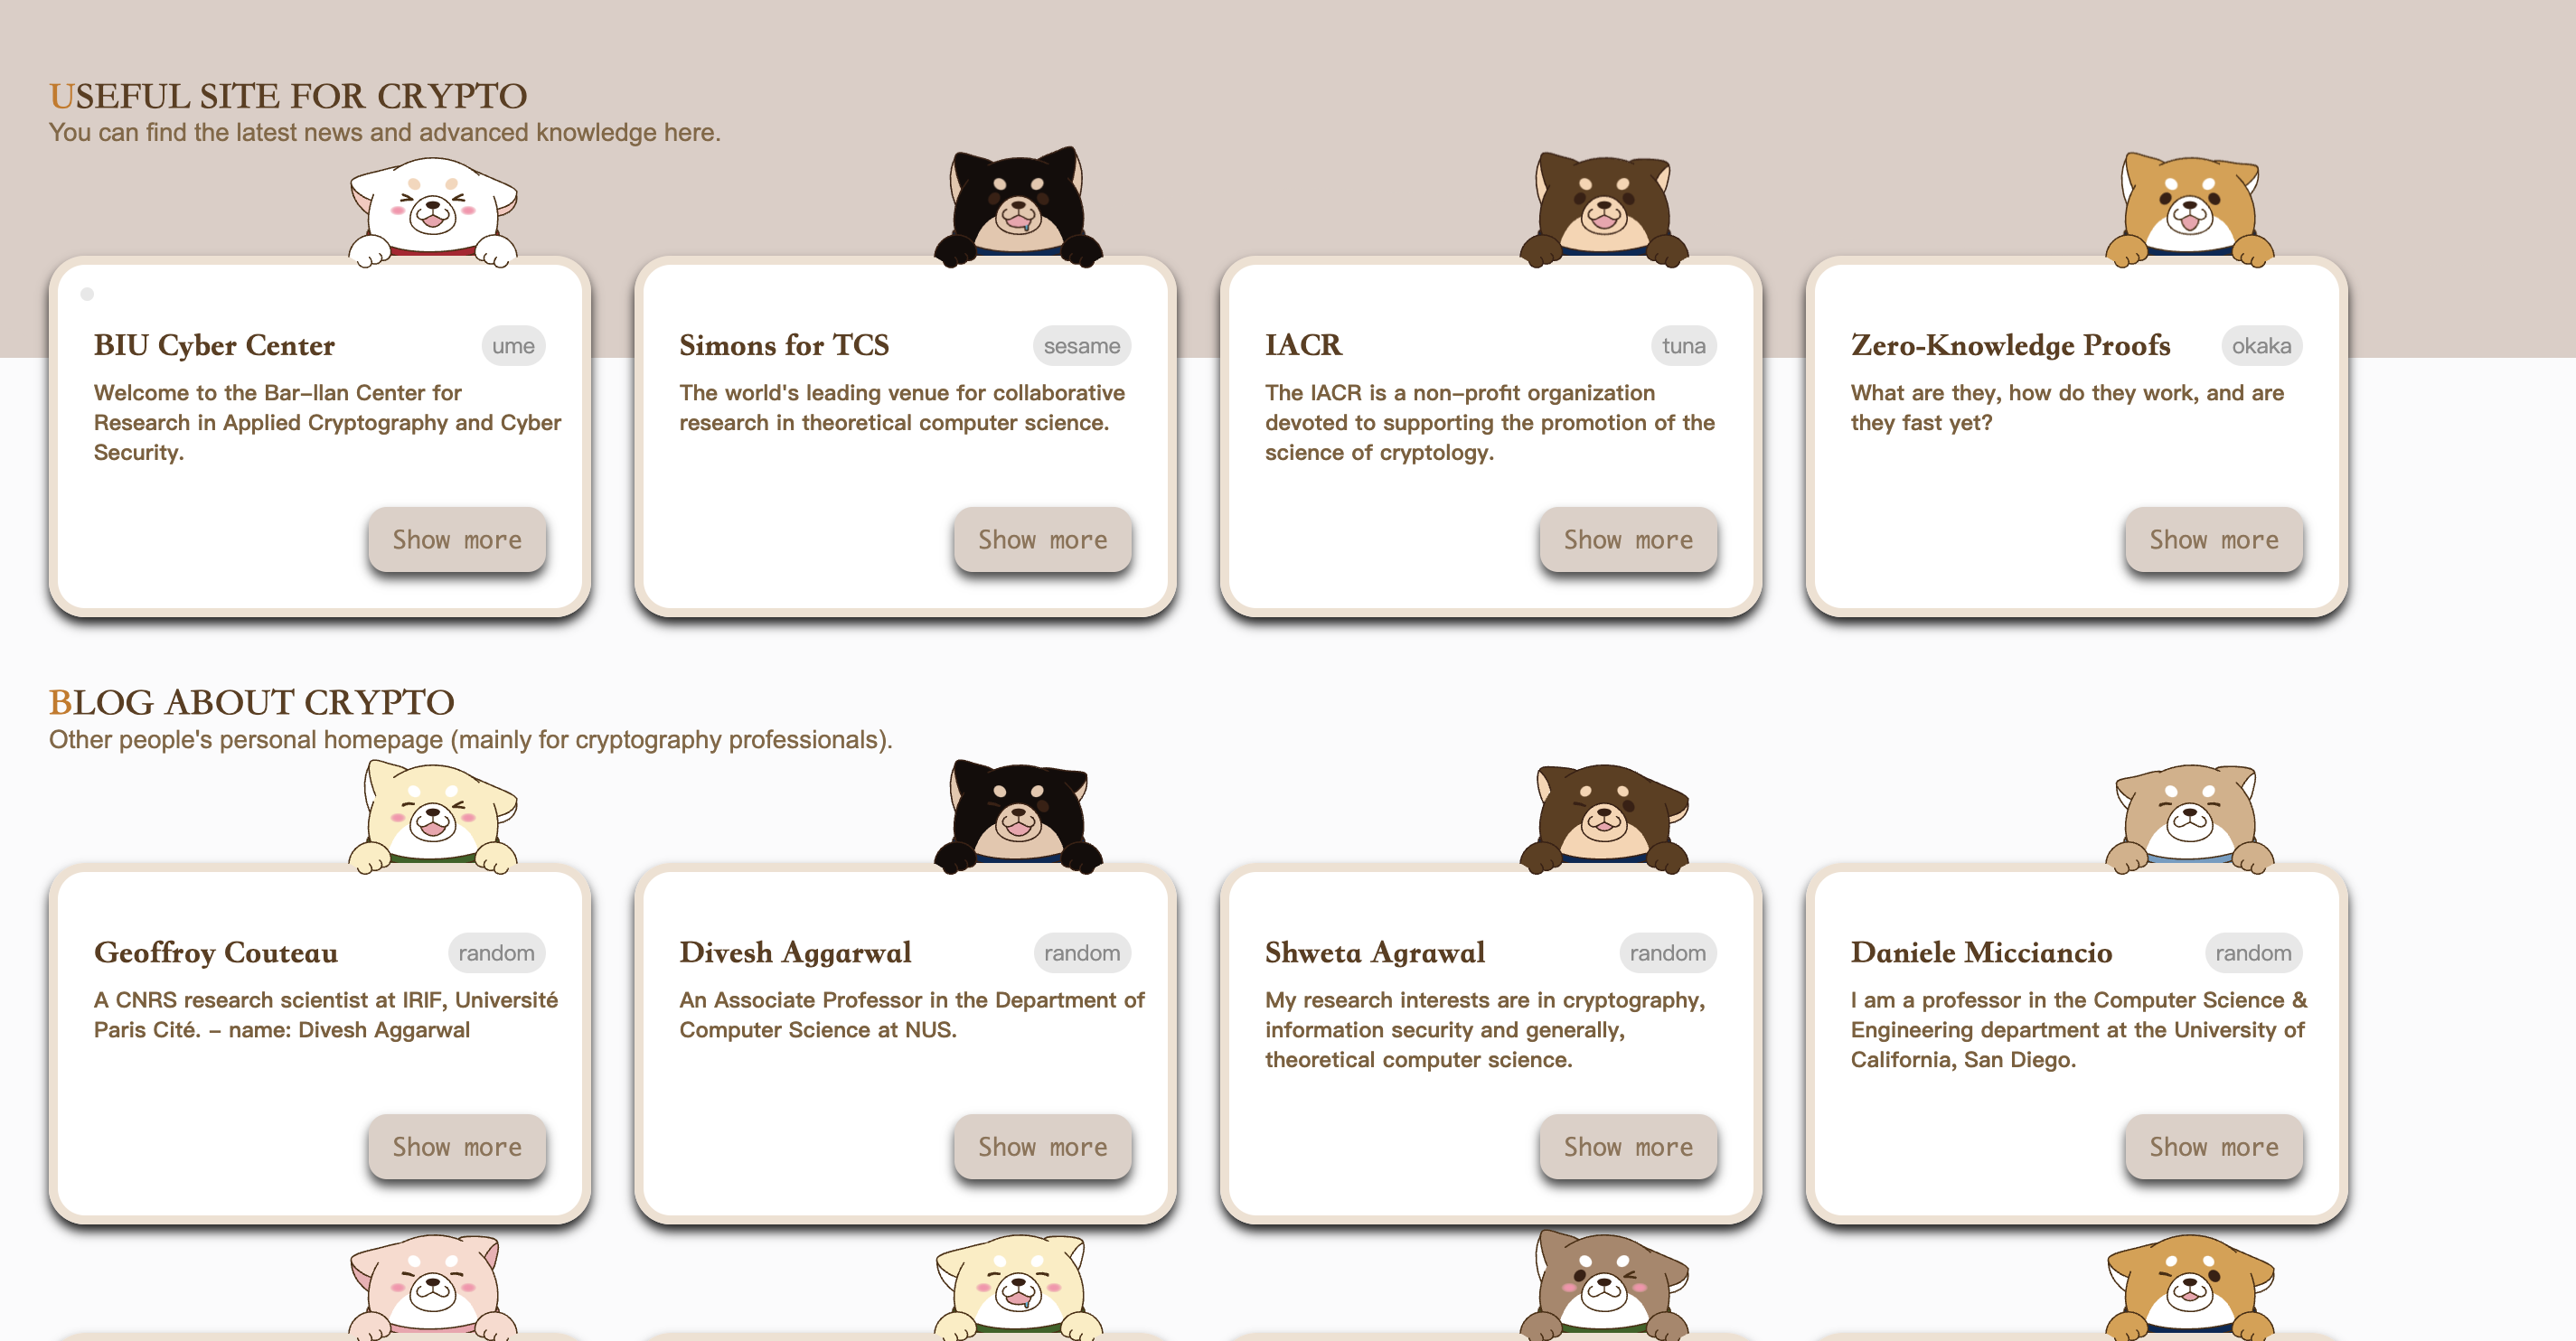 USEFUL SITE FOR CRYPTO
You can find the latest news and advanced knowledge here.
BIU Cyber Center
ume
Welcome to the Bar-Ilan Center for
Research in Applied Cryptography and Cyber
Security.
Show more
Simons for TCS
sesame
The world's leading venue for collaborative
research in theoretical computer science.
Show more
IACR
tuna
The IACR is a non-profit organization
devoted to supporting the promotion of the
science of cryptology.
Show more
Zero-Knowledge Proofs
okaka
What are they, how do they work, and are
they fast yet?
Show more
BLOG ABOUT CRYPTO
Other people's personal homepage (mainly for cryptography professionals).
Geoffroy Couteau
random
A CNRS research scientist at IRIF, Université
Paris Cité. - name: Divesh Aggarwal
Show more
Divesh Aggarwal
random
An Associate Professor in the Department of
Computer Science at NUS.
Show more
Shweta Agrawal
random
My research interests are in cryptography,
information security and generally,
theoretical computer science.
Show more
Daniele Micciancio
random
I am a professor in the Computer Science &
Engineering department at the University of
California, San Diego.
Show more